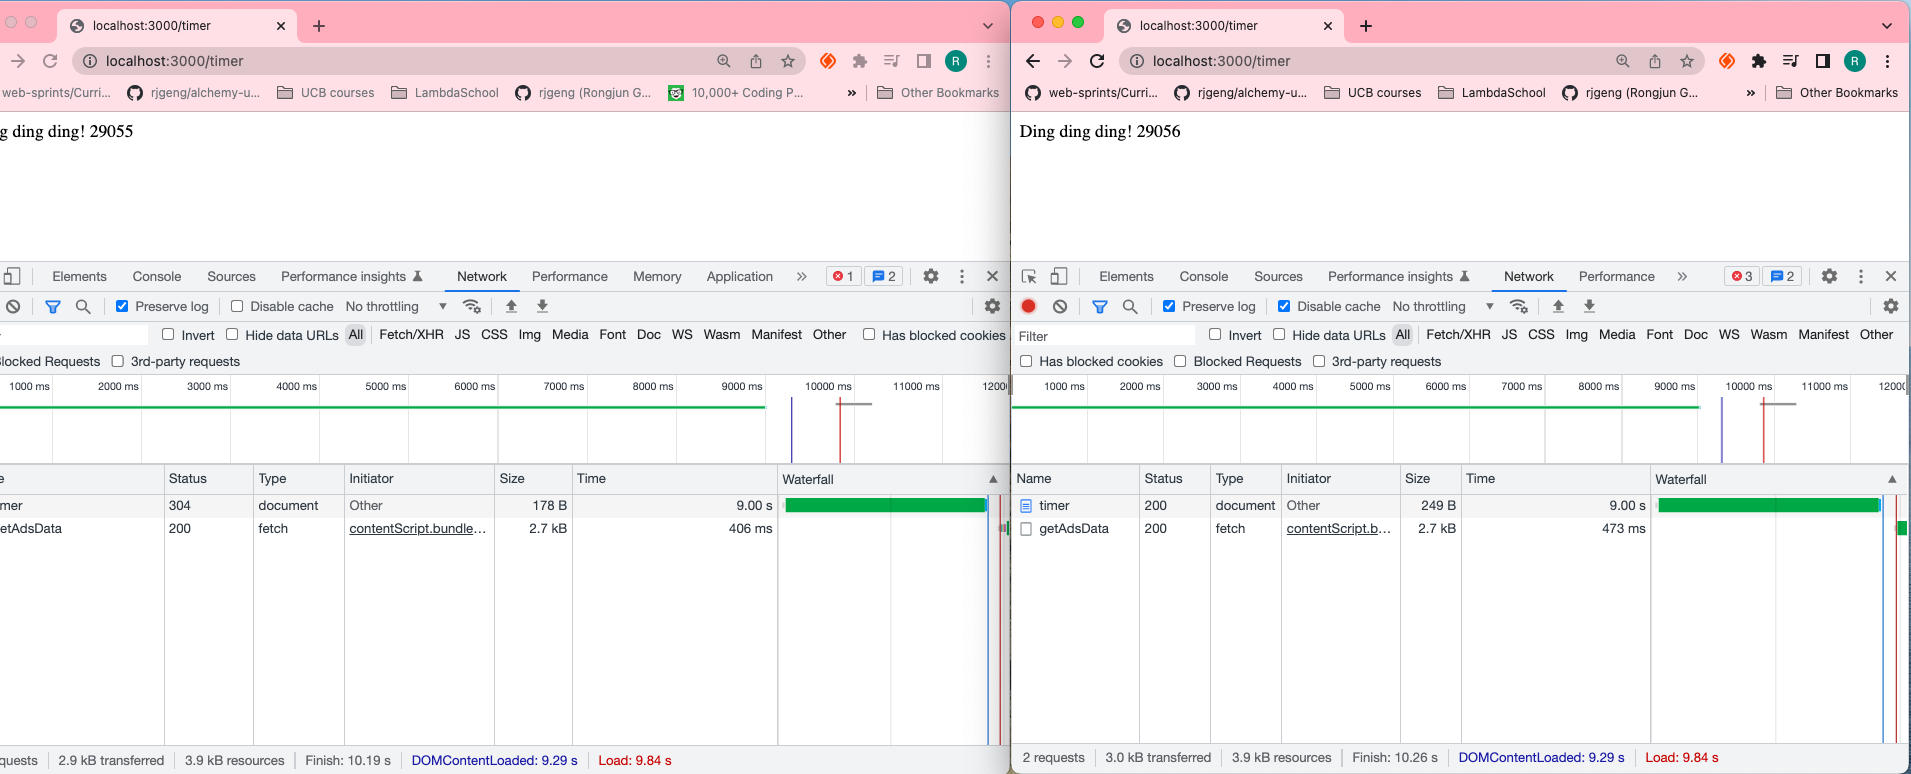 localhost:3000/timer
localhost:3000/timer
web-sprints/Curri... rjgeng/alchemy-u... UCB courses LambdaSchool rjgeng (Rongjun G... 10,000+ Coding P... » Other Bookmarks
g ding ding! 29055
Elements Console Sources Performance insights Network Performance Memory Application » 1 2
Preserve log Disable cache No throttling
Invert Hide data URLs All Fetch/XHR JS CSS Img Media Font Doc WS Wasm Manifest Other Has blocked cookies
Blocked Requests 3rd-party requests
1000 ms 2000 ms 3000 ms 4000 ms 5000 ms 6000 ms 7000 ms 8000 ms 9000 ms 10000 ms 11000 ms 1200
e Status Type Initiator Size Time Waterfall
mer 304 document Other 178 B 9.00 s
etAdsData 200 fetch contentScript.bundle... 2.7 kB 406 ms
quests 2.9 kB transferred 3.9 kB resources Finish: 10.19 s DOMContentLoaded: 9.29 s Load: 9.84 s
localhost:3000/timer
localhost:3000/timer
R
web-sprints/Curri... rjgeng/alchemy-u... UCB courses LambdaSchool rjgeng (Rongjun G... » Other Bookmarks
Ding ding ding! 29056
Elements Console Sources Performance insights Network Performance » 3 2
Preserve log Disable cache No throttling
Filter Invert Hide data URLs All Fetch/XHR JS CSS Img Media Font Doc WS Wasm Manifest Other
Has blocked cookies Blocked Requests 3rd-party requests
1000 ms 2000 ms 3000 ms 4000 ms 5000 ms 6000 ms 7000 ms 8000 ms 9000 ms 10000 ms 11000 ms 1200
Name Status Type Initiator Size Time Waterfall
timer 200 document Other 249 B 9.00 s
getAdsData 200 fetch contentScript.b... 2.7 kB 473 ms
2 requests 3.0 kB transferred 3.9 kB resources Finish: 10.26 s DOMContentLoaded: 9.29 s Load: 9.84 s